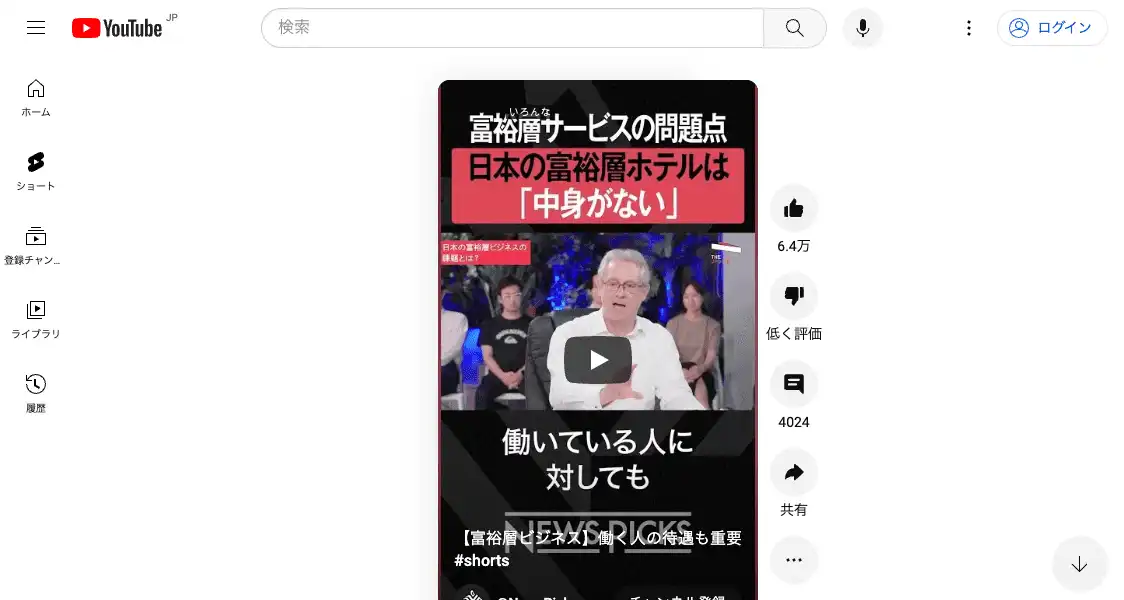 YouTube JP
検索
ログイン
ホーム
ショート
登録チャン...
ライブラリ
履歴
いろんな
富裕層サービスの問題点
日本の富裕層ホテルは
「中身がない」
日本の富裕層ビジネスの
課題とは?
THE
働いている人に
対しても
NEWS PICKS
【富裕層ビジネス】働く人の待遇も重要
#shorts
チャンネル登録
6.4万
低く評価
4024
共有